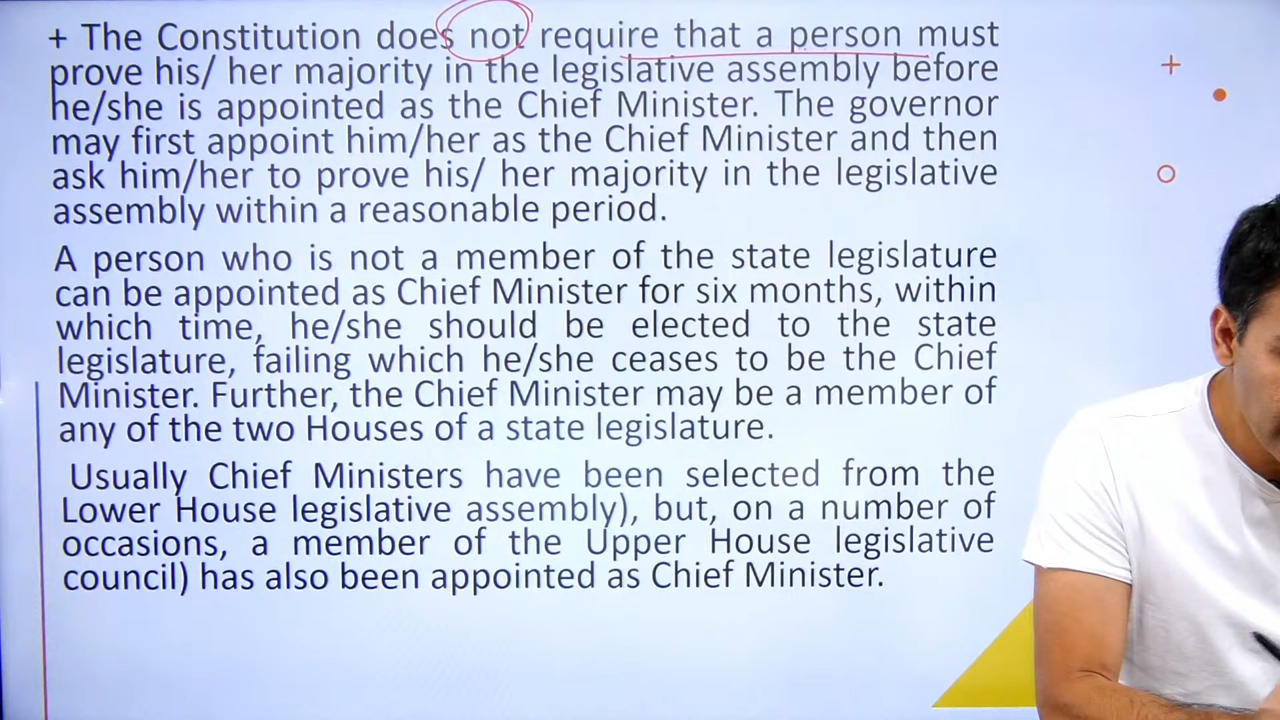 + The Constitution does not require that a person must
prove his/ her majority in the legislative assembly before
he/she is appointed as the Chief Minister. The governor
may first appoint him/her as the Chief Minister and then
ask him/her to prove his/ her majority in the legislative
assembly within a reasonable period.
A person who is not a member of the state legislature
can be appointed as Chief Minister for six months, within
which time, he/she should be elected to the state
legislature, failing which he/she ceases to be the Chief
Minister. Further, the Chief Minister may be a member of
any of the two Houses of a state legislature.
Usually Chief Ministers have been selected from the
Lower House legislative assembly), but, on a number of
occasions, a member of the Upper House legislative
council) has also been appointed as Chief Minister.